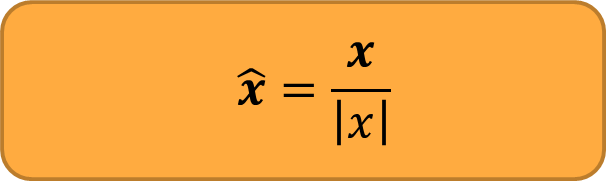 x̂ = x / |x|